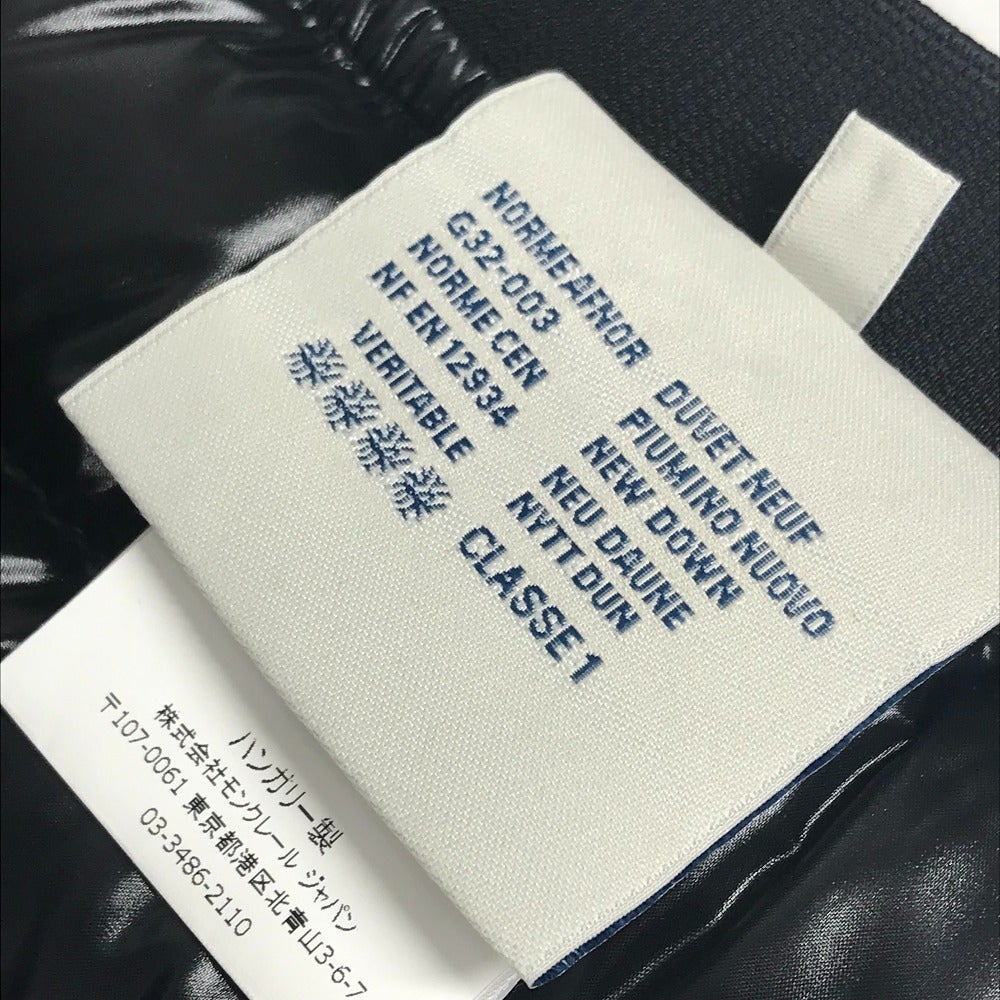 NORME AFNOR
G32-003
NORME CEN
NF EN 12934
VERITABLE
DUVET NEUF
PIUMINO NUOVO
NEW DOWN
NEU DAUNE
NYTT DUN
CLASSE 1
ハンガリー製
株式会社モンクレール ジャパン
〒107-0061 東京都港区北青山3-6-7
03-3486-2110